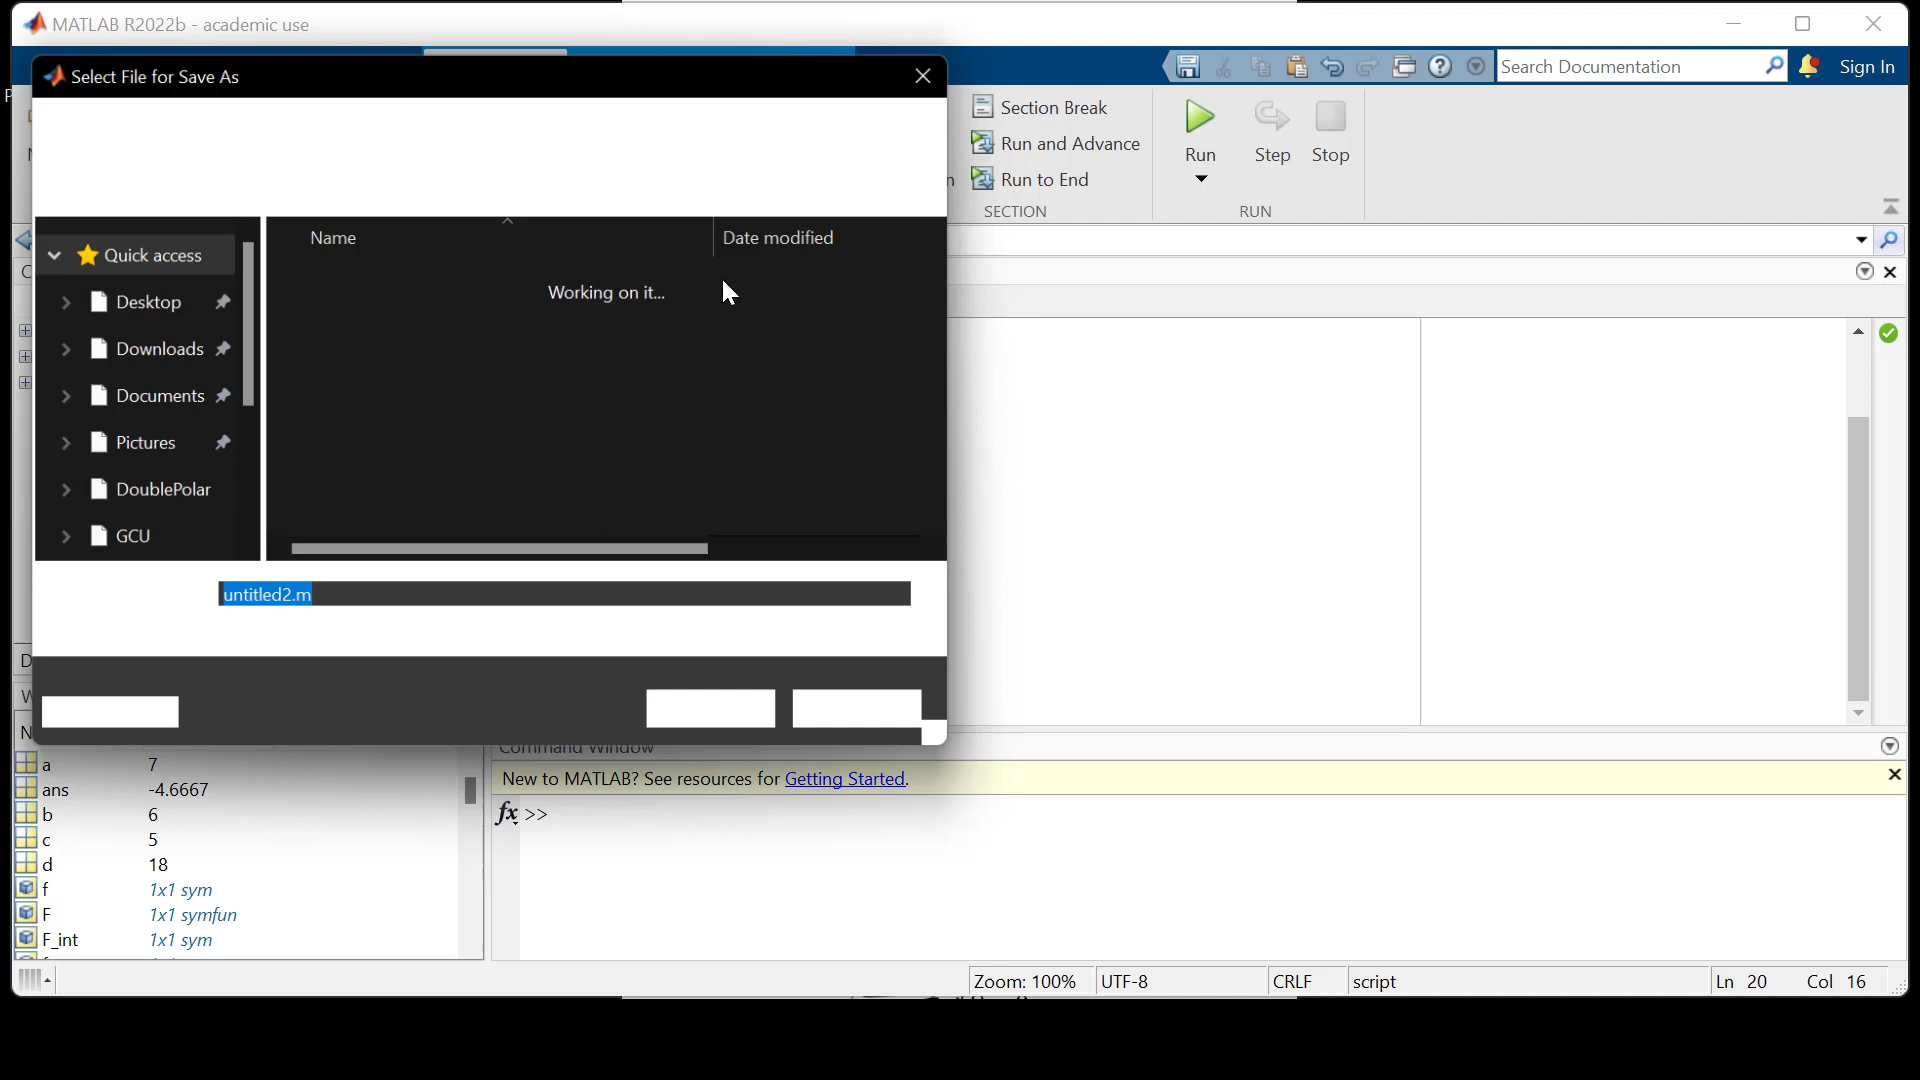 MATLAB R2022b - academic use
Select File for Save As
Search Documentation
Sign In
Section Break
Run and Advance
Run to End
SECTION
Run
Step
Stop
RUN
Name
Date modified
Working on it...
Quick access
Desktop
Downloads
Documents
Pictures
DoublePolar
GCU
untitled2.m
Command Window
New to MATLAB? See resources for Getting Started.
fx >>
a 7
ans -4.6667
b 6
c 5
d 18
f 1x1 sym
F 1x1 symfun
F_int 1x1 sym
Zoom: 100%
UTF-8
CRLF
script
Ln 20
Col 16